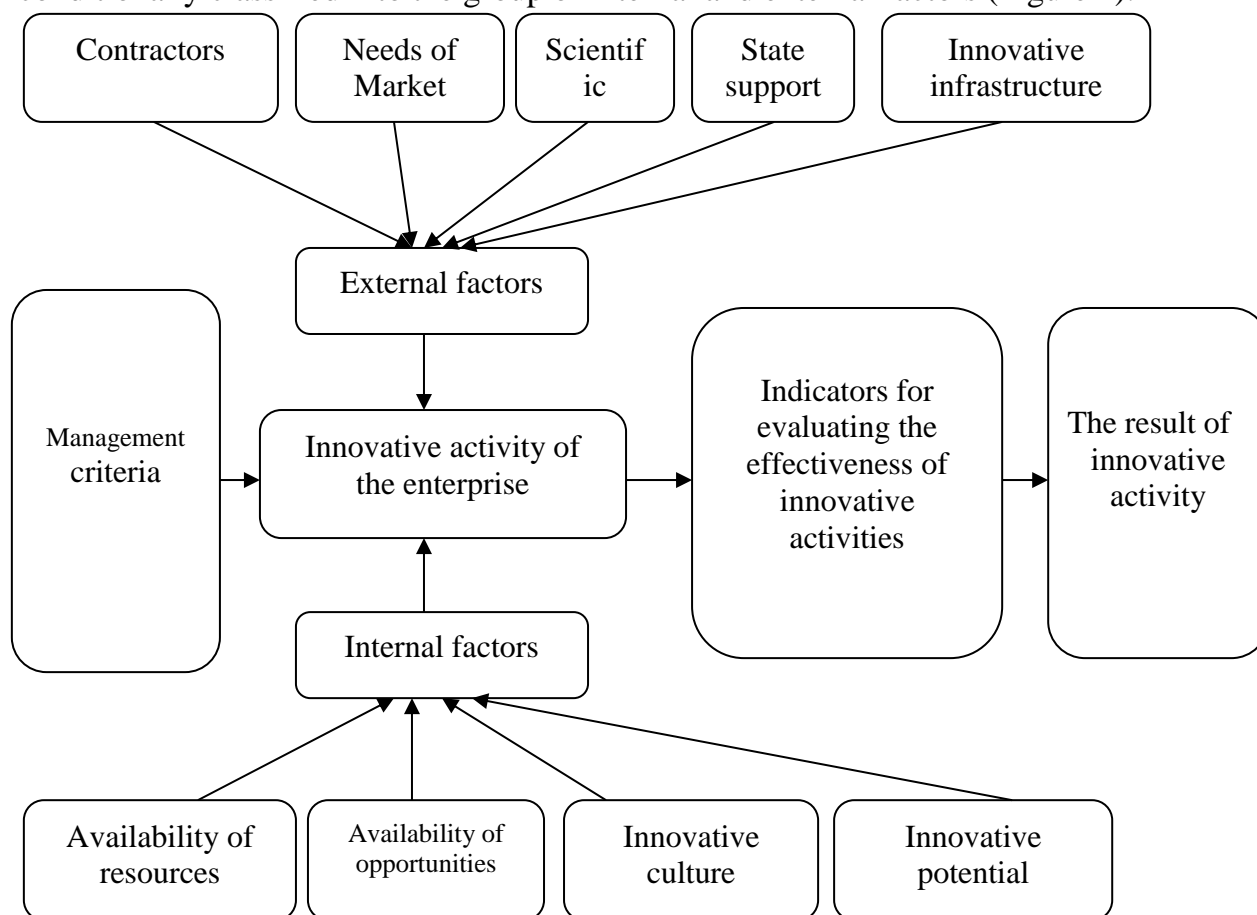 Contractors
Needs of
Market
Scientif
ic
State
support
Innovative
infrastructure
External factors
Management
criteria
Innovative activity of
the enterprise
Indicators for
evaluating the
effectiveness of
innovative
activities
The result of
innovative
activity
Internal factors
Availability of
resources
Availability of
opportunities
Innovative
culture
Innovative
potential